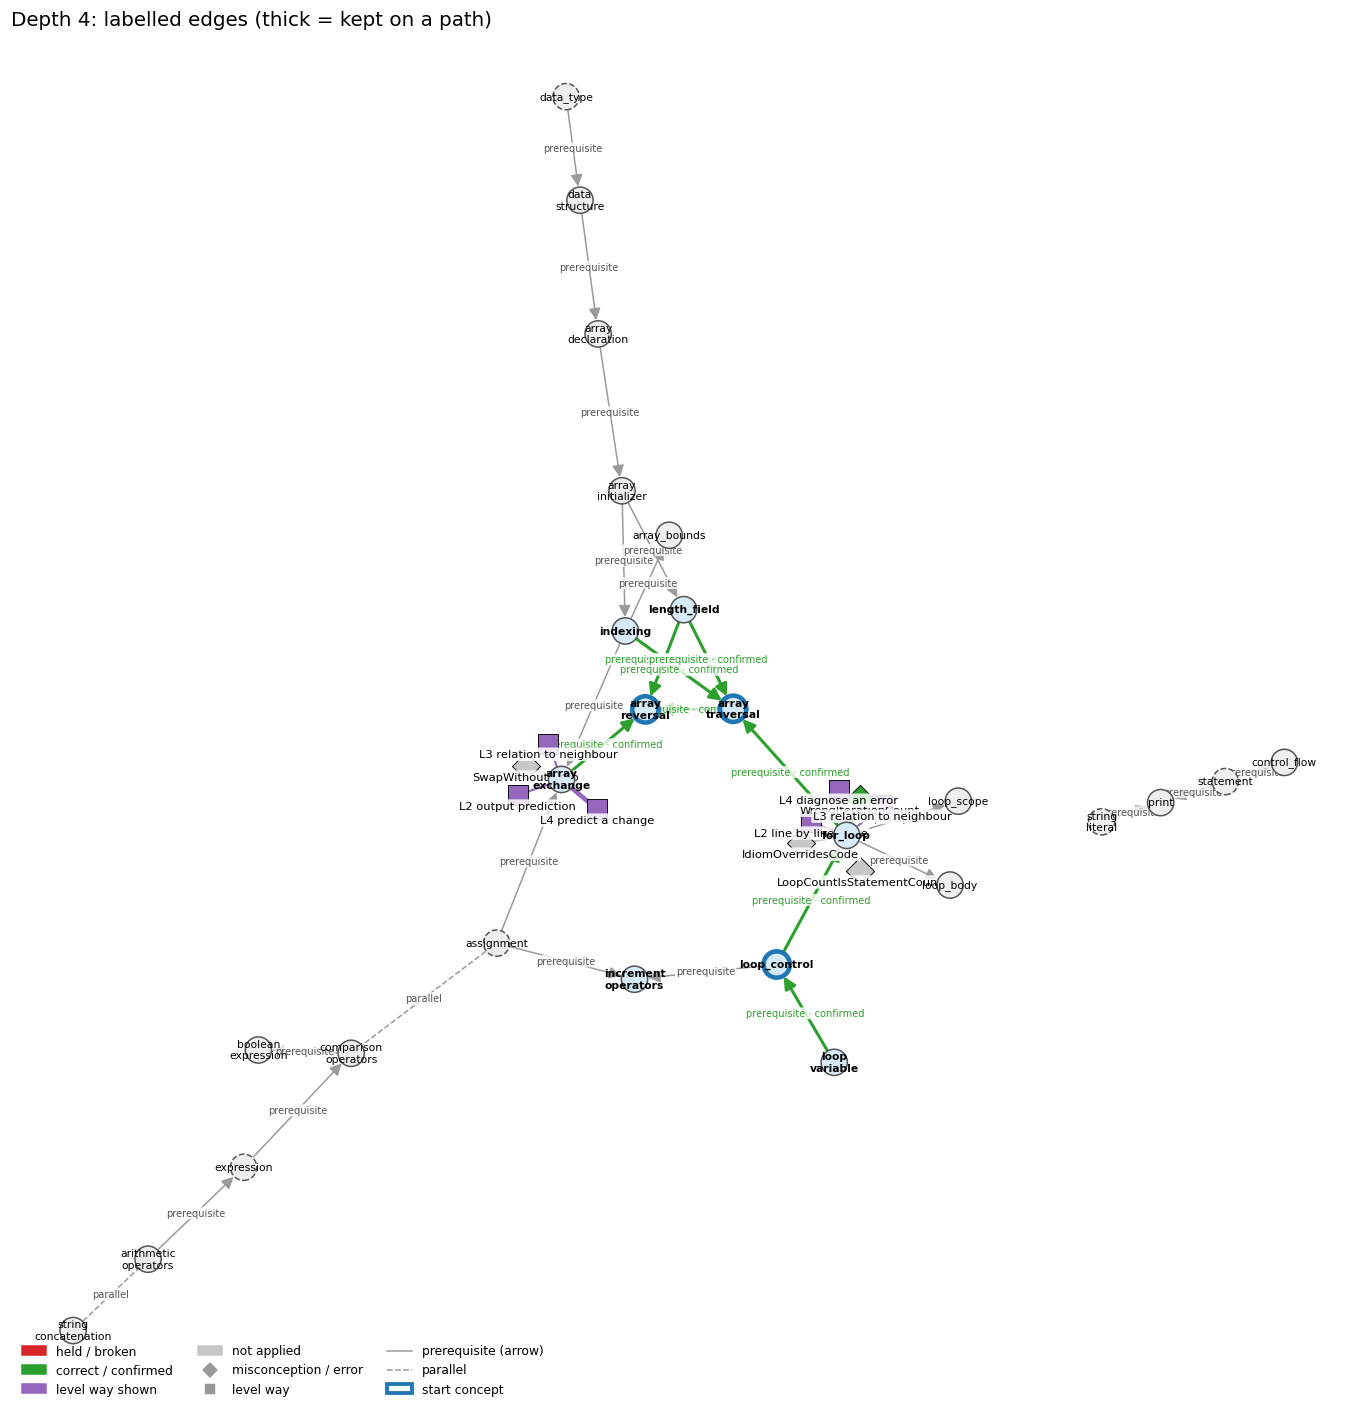 Depth 4: labelled edges (thick = kept on a path)
data_type
prerequisite
data
structure
prerequisite
array
declaration
prerequisite
array
initializer
array_bounds
prerequisite
prerequisite
prerequisite
length_field
indexing
prerequisite · confirmed
prerequisite · confirmed
prerequisite
array
reversal
array
traversal
confirmed
L3 relation to neighbour
prerequisite · confirmed
array
exchange
L2 output prediction
L4 predict a change
control_flow
statement
print
string
literal
L4 diagnose an error
loop_scope
L3 relation to neighbour
for_loop
IdiomOverridesCode
prerequisite
loop_body
prerequisite · confirmed
prerequisite
assignment
prerequisite
increment
operators
prerequisite
loop_control
parallel
prerequisite · confirmed
boolean
expression
prerequisite
comparison
operators
loop
variable
prerequisite
expression
prerequisite
arithmetic
operators
parallel
string
concatenation
held / broken
correct / confirmed
level way shown
not applied
misconception / error
level way
prerequisite (arrow)
parallel
start concept